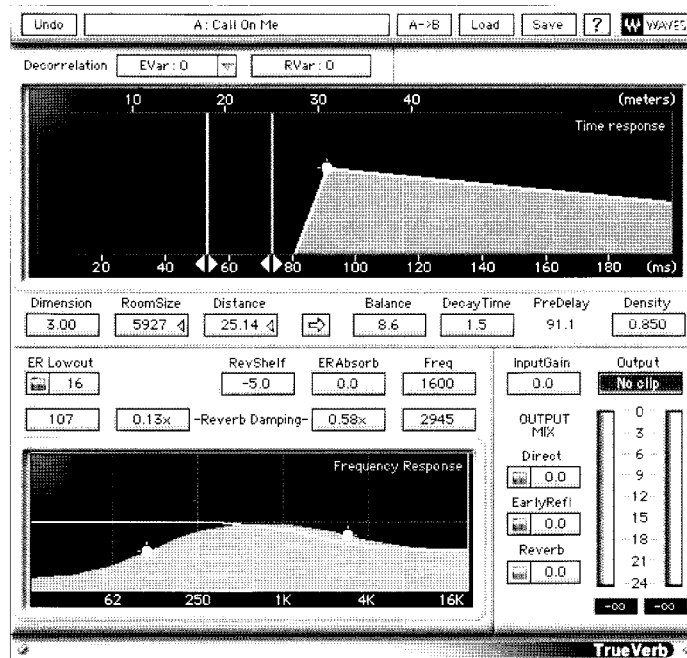 Undo A: Call On Me A->B Load Save ? WAVES
Decorrelation EVar: 0 RVar: 0
10 20 30 40 (meters)
Time response
20 40 60 80 100 120 140 160 180 (ms)
Dimension RoomSize Distance Balance DecayTime PreDelay Density
3.00 5927 25.14 8.6 1.5 91.1 0.850
ER Lowcut RevShelf ERAbsorb Freq InputGain Output
16 -5.0 0.0 1600 0.0 No clip
107 0.13x -Reverb Damping- 0.58x 2945
OUTPUT
MIX
Direct
0.0
EarlyRefl
0.0
Reverb
0.0
0
3
6
9
12
15
18
21
24
-∞ -∞
Frequency Response
62 250 1K 4K 16K
TrueVerb